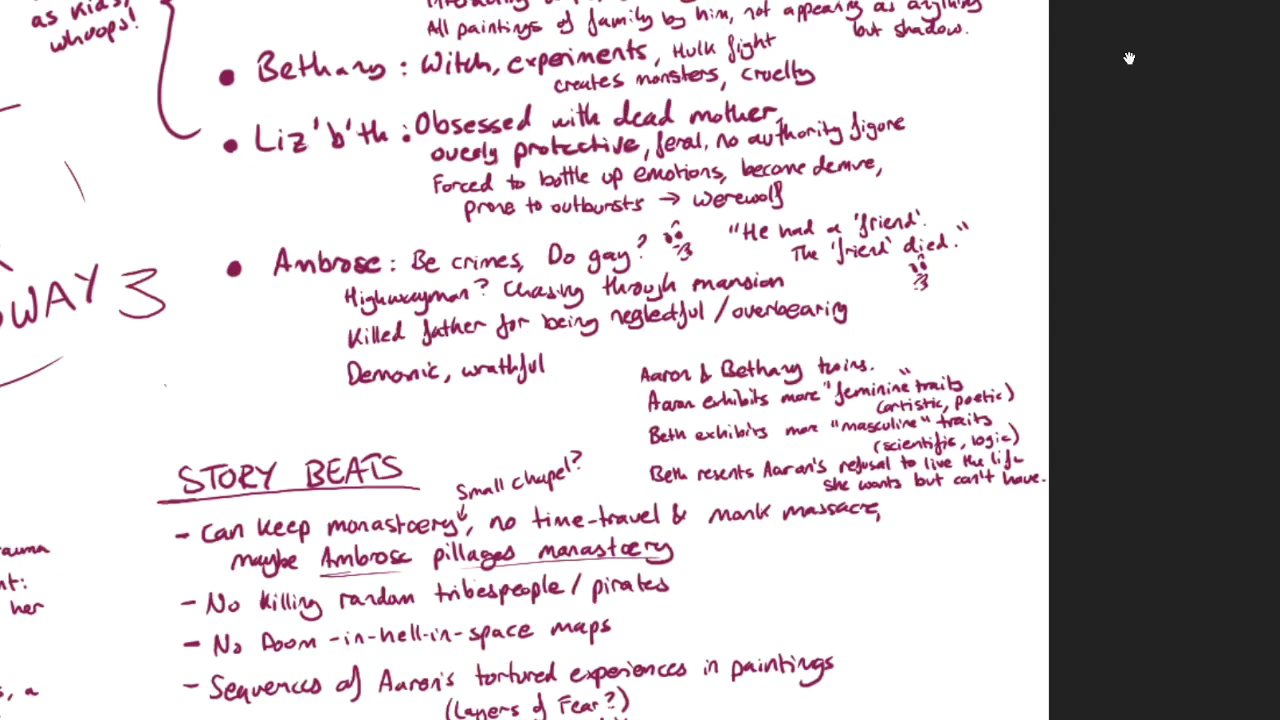 as kids,
whoops!
All paintings of family by him, not appearing as anything
but shadow.
• Bethany: Witch, experiments, Hulk fight
creates monsters, cruelty
• Liz'b'th: Obsessed with dead mother,
overly protective, feral, no authority figure
Forced to bottle up emotions, become demure,
prone to outbursts → werewolf
• Ambrose: Be crimes, Do gay?
"He had a 'friend'.
The 'friend' died."
Highwayman? Chasing through mansion
Killed father for being neglectful / overbearing
Demonic, wrathful
WAY 3
Aaron & Bethany twins.
Aaron exhibits more "feminine" traits
(artistic, poetic)
Beth exhibits more "masculine" traits
(scientific, logic)
Beth resents Aaron's refusal to live the life
she wants but can't have.
STORY BEATS
Small chapel?
- Can keep monastoery, no time-travel & monk massacre,
maybe Ambrose pillages manastoery
- No killing random tribespeople / pirates
- No Doom-in-hell-in-space maps
- Sequences of Aaron's tortured experiences in paintings
(Layers of Fear?)
rauma
nt:
her
s, a